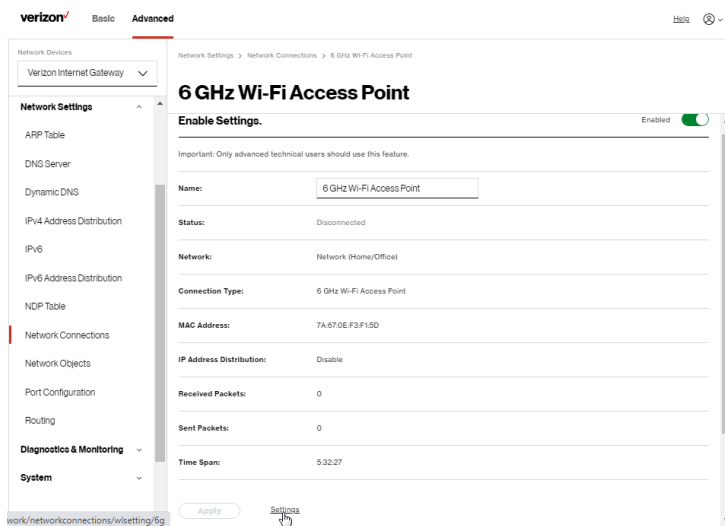 verizon
Basic
Advanced
Help
Network Devices
Verizon Internet Gateway
Network Settings
ARP Table
DNS Server
Dynamic DNS
IPv4 Address Distribution
IPv6
IPv6 Address Distribution
NDP Table
Network Connections
Network Objects
Port Configuration
Routing
Diagnostics & Monitoring
System
work/networkconnections/wlsetting/6g
Network Settings > Network Connections > 6 GHz Wi-Fi Access Point
6 GHz Wi-Fi Access Point
Enable Settings. Enabled
Important: Only advanced technical users should use this feature.
Name: 6 GHz Wi-Fi Access Point
Status: Disconnected
Network: Network (Home/Office)
Connection Type: 6 GHz Wi-Fi Access Point
MAC Address: 7A:67:0E:F3:F1:5D
IP Address Distribution: Disable
Received Packets: 0
Sent Packets: 0
Time Span: 5:32:27
Apply Settings